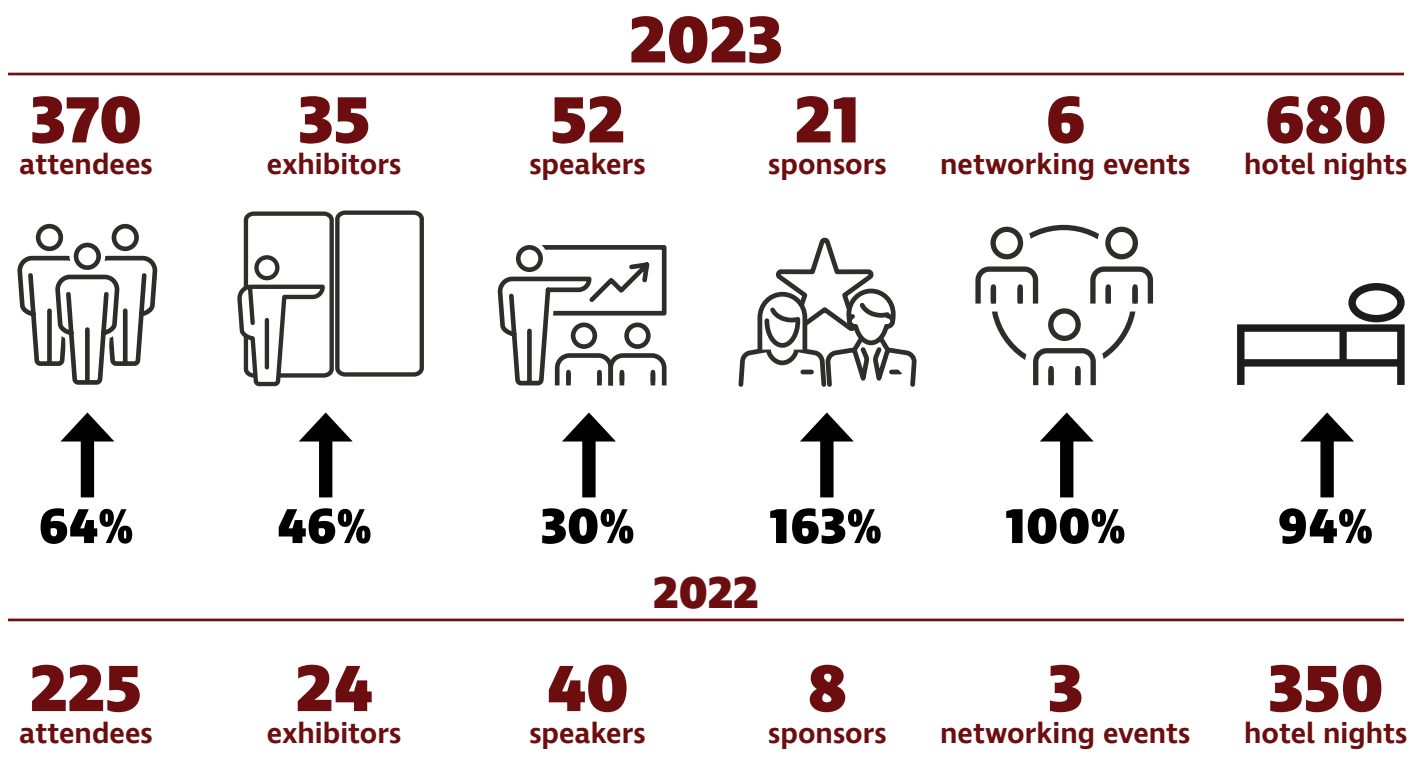 2023
370 35 52 21 6 680
attendees exhibitors speakers sponsors networking events hotel nights
64% 46% 30% 163% 100% 94%
2022
225 24 40 8 3 350
attendees exhibitors speakers sponsors networking events hotel nights